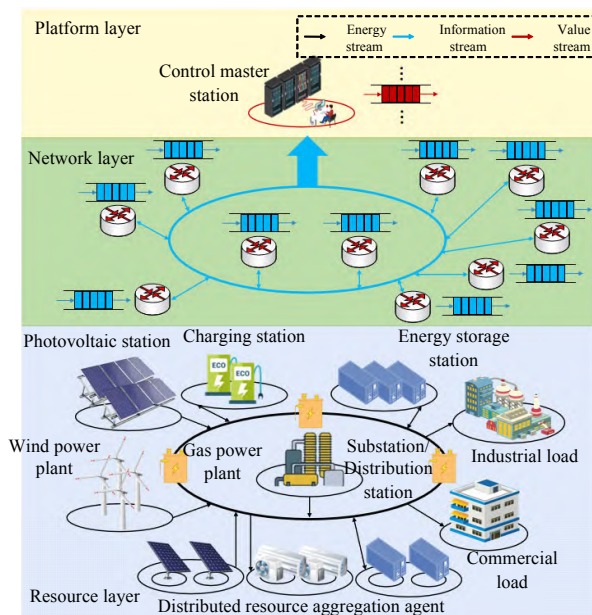 Platform layer
Energy stream
Information stream
Value stream
Control master station
Network layer
Photovoltaic station
Charging station
Energy storage station
ECO
ECO
Wind power plant
Gas power plant
Substation/
Distribution station
Industrial load
Commercial load
Resource layer
Distributed resource aggregation agent